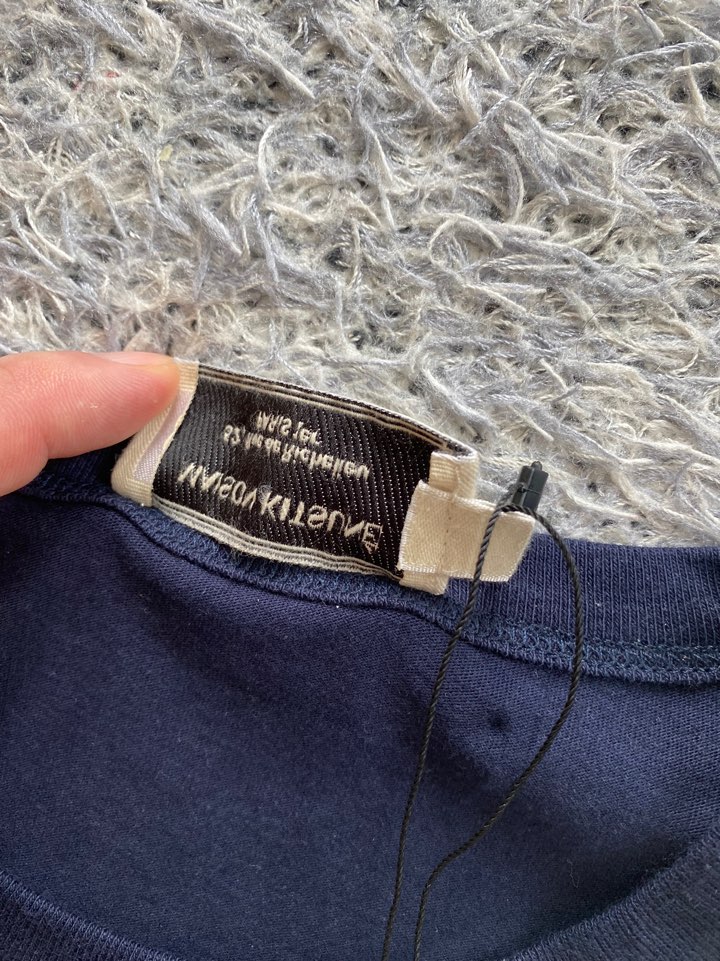 MAISON KITSUNÉ
52 rue de Richelieu
PARIS 1er